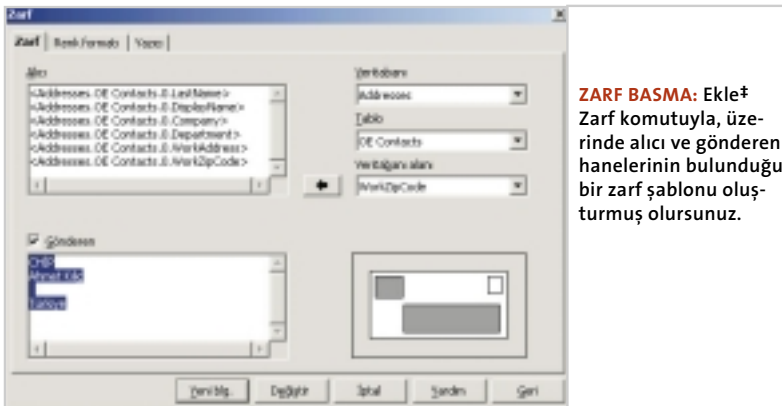 Zarf
Zarf Renk formatı Yazıcı
Alıcı
<Addresses.OE Contacts.0.LastName>
<Addresses.OE Contacts.0.DisplayName>
<Addresses.OE Contacts.0.Company>
<Addresses.OE Contacts.0.Department>
<Addresses.OE Contacts.0.WorkAddress>
<Addresses.OE Contacts.0.WorkZipCode>
Veritabanı
Addresses
Tablo
OE Contacts
Veritabanı alanı
WorkZipCode
Gönderen
CHIP
Ahmet
Türkiye
Yeni blg. Değiştir İptal Yardım Geri
ZARF BASMA: Ekle‡
Zarf komutuyla, üze-
rinde alıcı ve gönderen
hanelerinin bulunduğu
bir zarf şablonu oluş-
turmuş olursunuz.